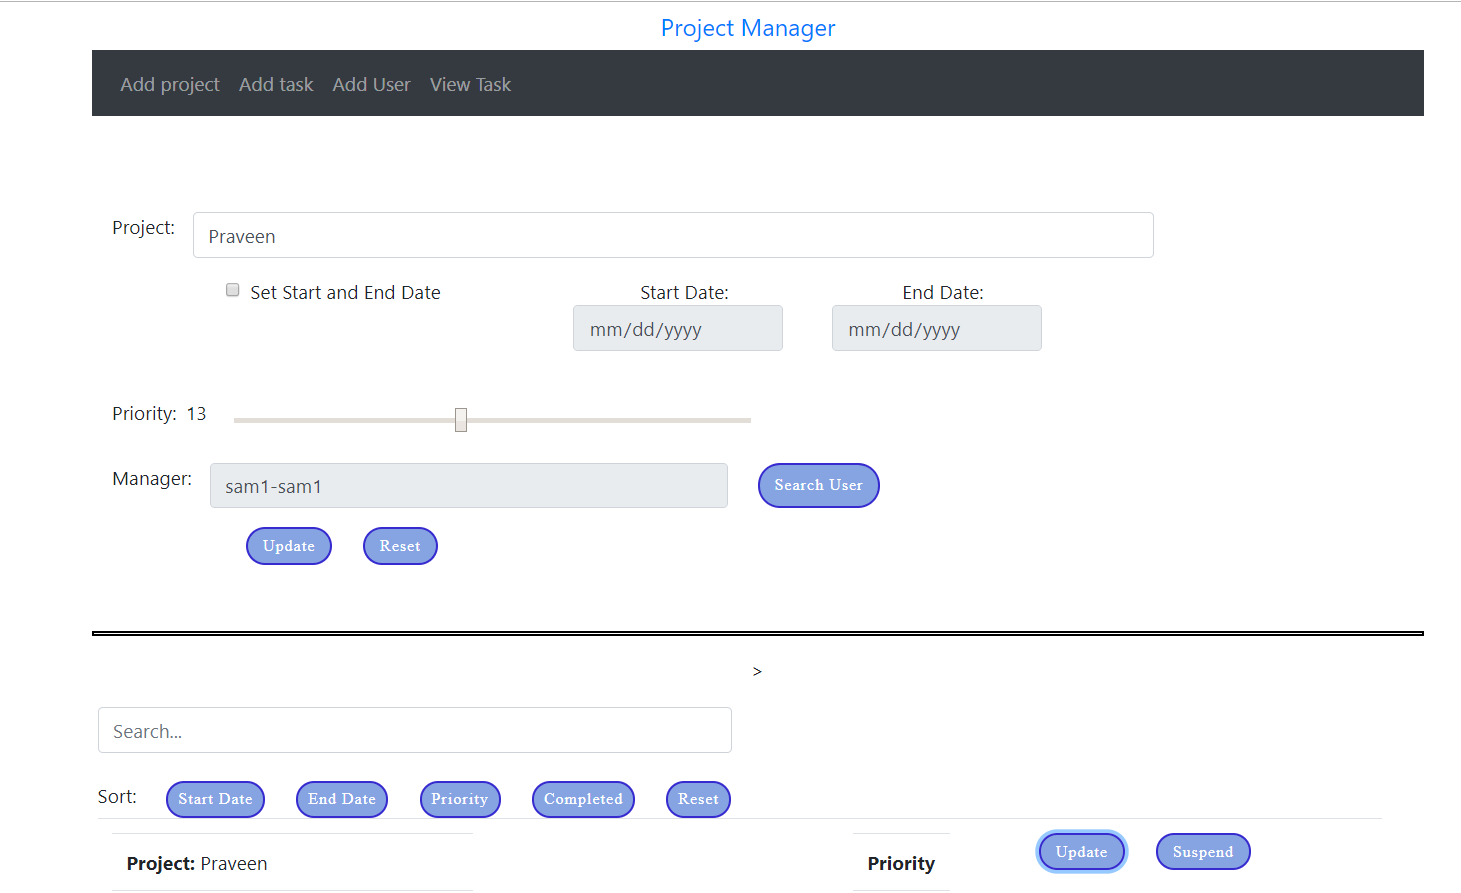 Project Manager
Add project Add task Add User View Task
Project: Praveen
Set Start and End Date Start Date: End Date:
mm/dd/yyyy mm/dd/yyyy
Priority: 13
Manager: sam1-sam1 Search User
Update Reset
>
Search...
Sort: Start Date End Date Priority Completed Reset
Project: Praveen Priority Update Suspend